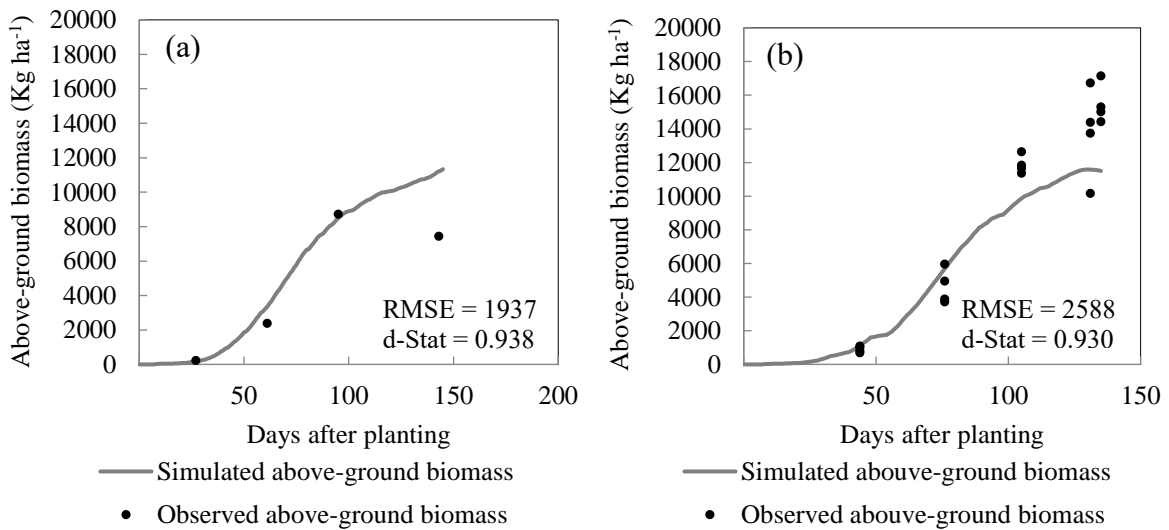 (a)
Above-ground biomass (Kg ha-1)
20000
18000
16000
14000
12000
10000
8000
6000
4000
2000
0
RMSE = 1937
d-Stat = 0.938
50 100 150 200
Days after planting
Simulated above-ground biomass
Observed above-ground biomass
(b)
Above-ground biomass (Kg ha-1)
20000
18000
16000
14000
12000
10000
8000
6000
4000
2000
0
RMSE = 2588
d-Stat = 0.930
50 100 150
Days after planting
Simulated abouve-ground biomass
Observed abouve-ground biomass